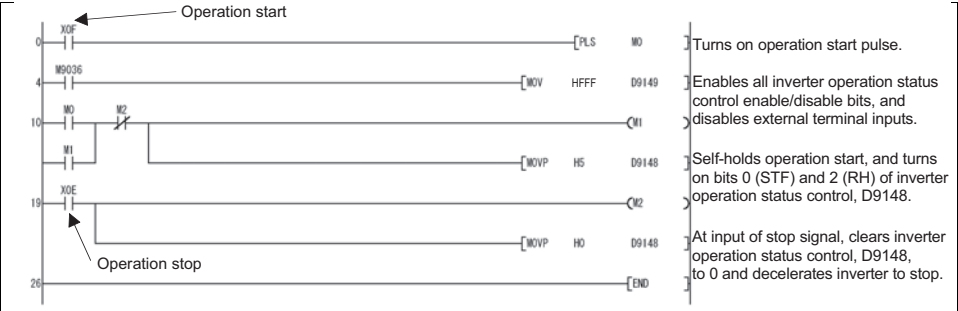 Operation start
X0F
0
[PLS M0 ]
Turns on operation start pulse.
M9036
4
[MOV HFFF D9149 ]
Enables all inverter operation status
control enable/disable bits, and
disables external terminal inputs.
M0 M2
10
(M1 )
M1
[MOVP H5 D9148 ]
Self-holds operation start, and turns
on bits 0 (STF) and 2 (RH) of inverter
operation status control, D9148.
X0E
19
(M2 )
[MOVP H0 D9148 ]
At input of stop signal, clears inverter
operation status control, D9148,
to 0 and decelerates inverter to stop.
Operation stop
26
[END ]